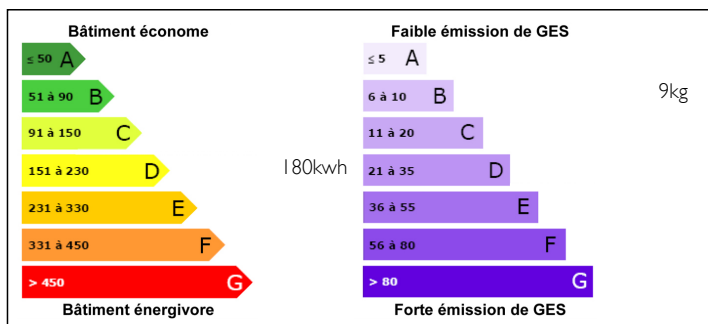 Bâtiment économe
≤ 50 A
51 à 90 B
91 à 150 C
151 à 230 D
231 à 330 E
331 à 450 F
> 450 G
Bâtiment énergivore
180kwh
Faible émission de GES
≤ 5 A
6 à 10 B
11 à 20 C
21 à 35 D
36 à 55 E
56 à 80 F
> 80 G
Forte émission de GES
9kg